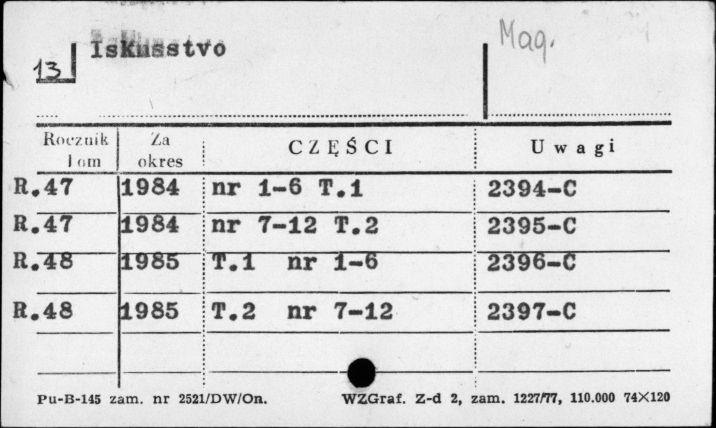 Iskusstvo
Mag.
13
Rocznik Tom Za okres CZĘŚCI Uwagi
R.47 1984 nr 1-6 T.1 2394-C
R.47 1984 nr 7-12 T.2 2395-C
R.48 1985 T.1 nr 1-6 2396-C
R.48 1985 T.2 nr 7-12 2397-C
Pu-B-145 zam. nr 2521/DW/On. WZGraf. Z-d 2, zam. 1227/77, 110.000 74×120